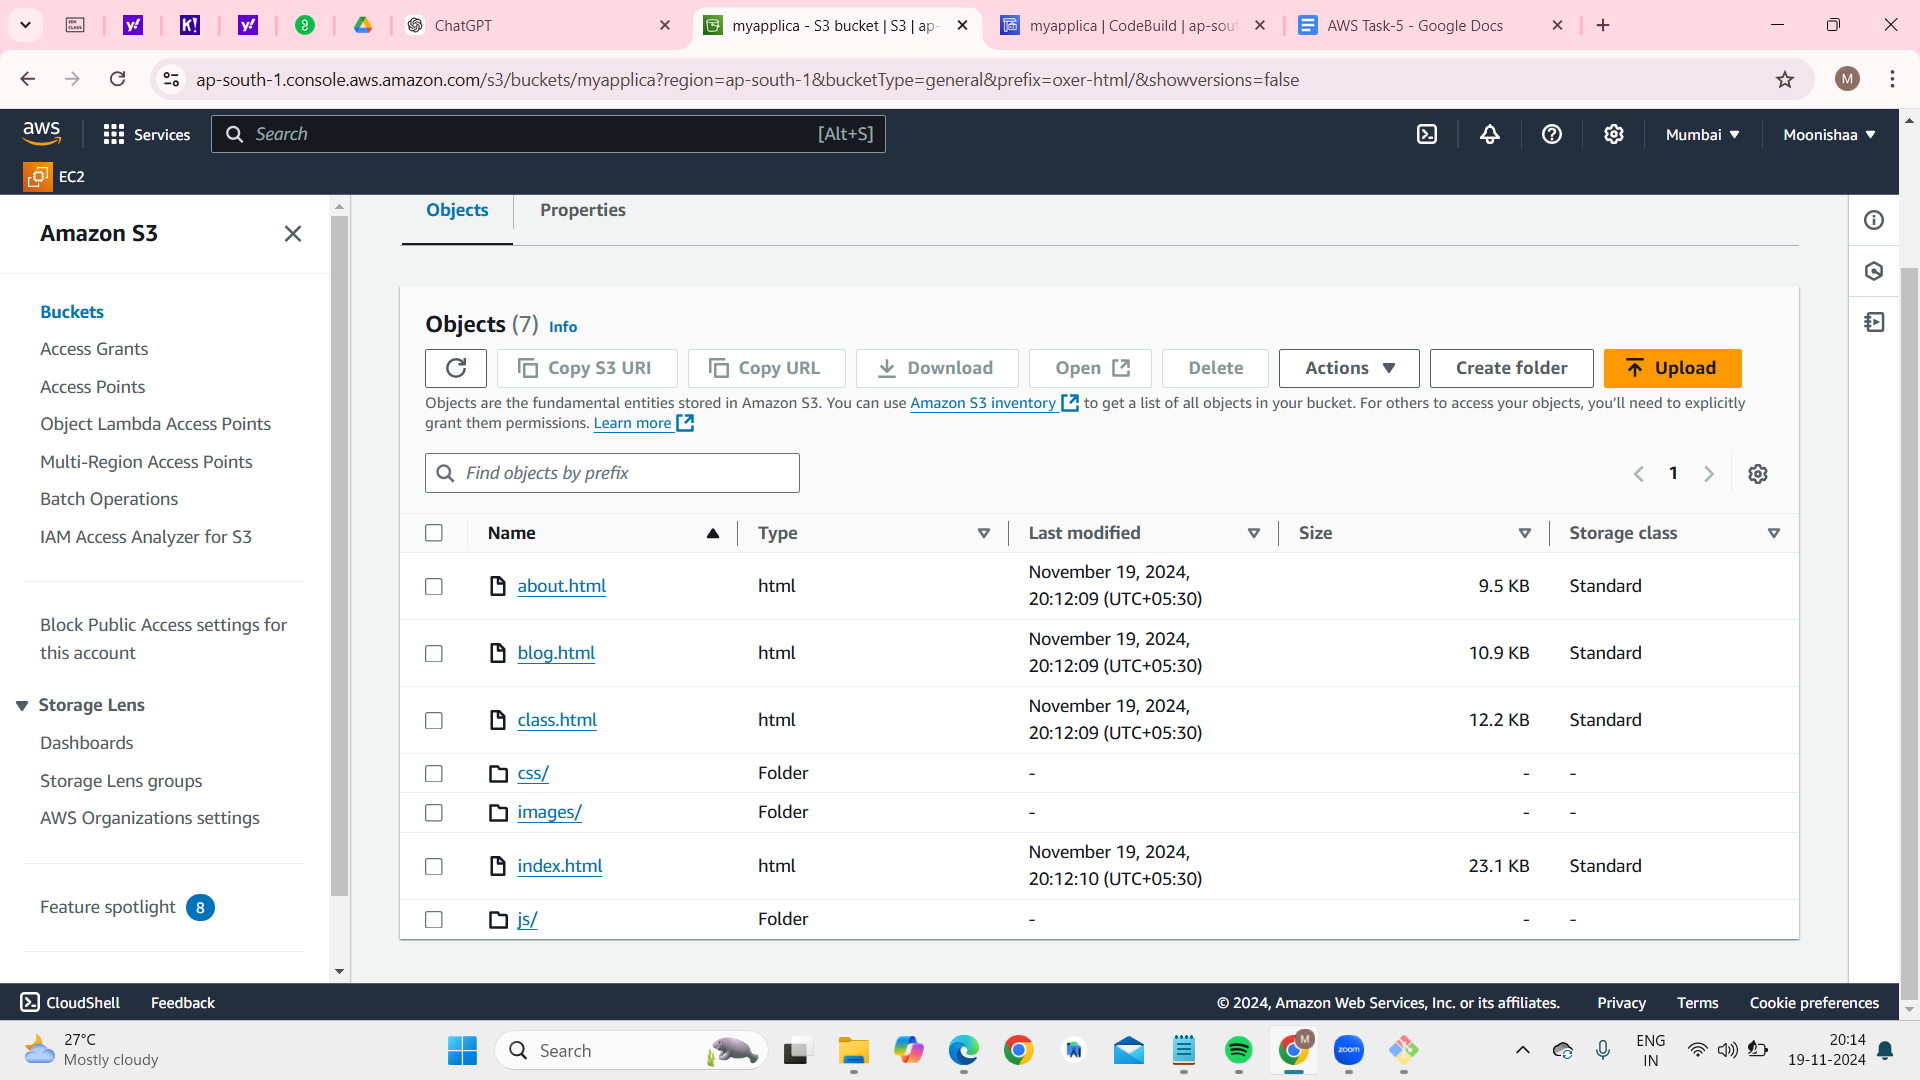 ChatGPT
myapplica - S3 bucket | S3 | ap-
myapplica | CodeBuild | ap-sout
AWS Task-5 - Google Docs
ap-south-1.console.aws.amazon.com/s3/buckets/myapplica?region=ap-south-1&bucketType=general&prefix=oxer-html/&showversions=false
M
aws
Services
Search
[Alt+S]
Mumbai
Moonishaa
EC2
Amazon S3
Buckets
Access Grants
Access Points
Object Lambda Access Points
Multi-Region Access Points
Batch Operations
IAM Access Analyzer for S3
Block Public Access settings for
this account
Storage Lens
Dashboards
Storage Lens groups
AWS Organizations settings
Feature spotlight 8
Objects
Properties
Objects (7) Info
Copy S3 URI
Copy URL
Download
Open
Delete
Actions
Create folder
Upload
Objects are the fundamental entities stored in Amazon S3. You can use Amazon S3 inventory to get a list of all objects in your bucket. For others to access your objects, you'll need to explicitly
grant them permissions. Learn more
Find objects by prefix
1
Name Type Last modified Size Storage class
about.html html November 19, 2024, 20:12:09 (UTC+05:30) 9.5 KB Standard
blog.html html November 19, 2024, 20:12:09 (UTC+05:30) 10.9 KB Standard
class.html html November 19, 2024, 20:12:09 (UTC+05:30) 12.2 KB Standard
css/ Folder - - -
images/ Folder - - -
index.html html November 19, 2024, 20:12:10 (UTC+05:30) 23.1 KB Standard
js/ Folder - - -
CloudShell
Feedback
© 2024, Amazon Web Services, Inc. or its affiliates.
Privacy
Terms
Cookie preferences
27°C
Mostly cloudy
Search
M
zoom
ENG
IN
20:14
19-11-2024